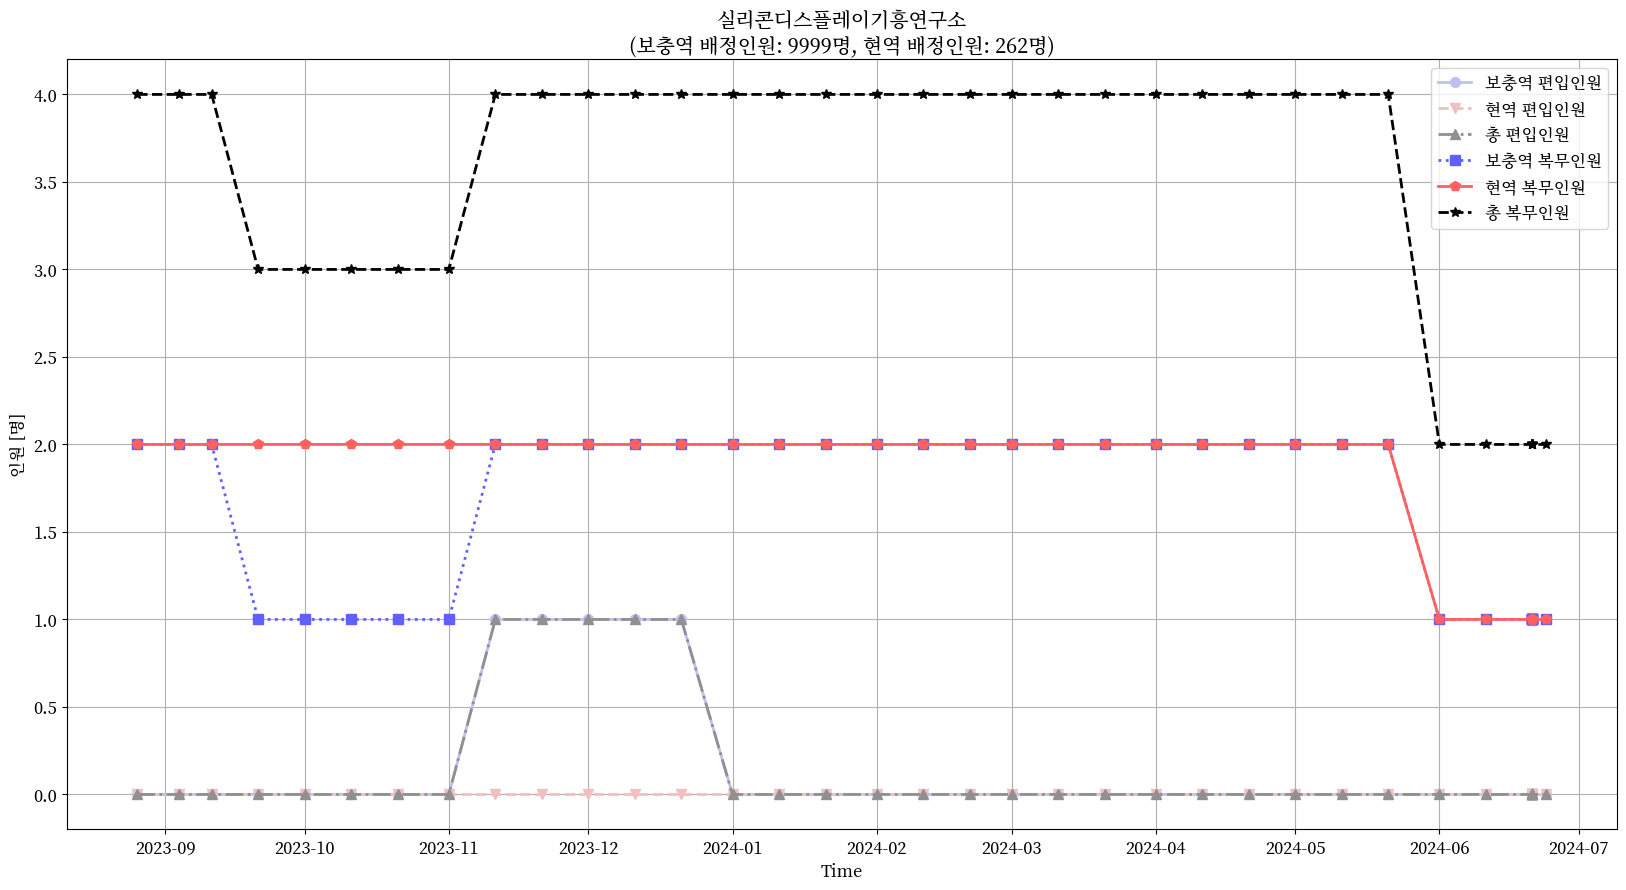 실리콘디스플레이기흥연구소
(보충역 배정인원: 9999명, 현역 배정인원: 262명)
보충역 편입인원
현역 편입인원
총 편입인원
보충역 복무인원
현역 복무인원
총 복무인원
4.0
3.5
3.0
2.5
2.0
1.5
1.0
0.5
0.0
인원 [명]
2023-09
2023-10
2023-11
2023-12
2024-01
2024-02
2024-03
2024-04
2024-05
2024-06
2024-07
Time